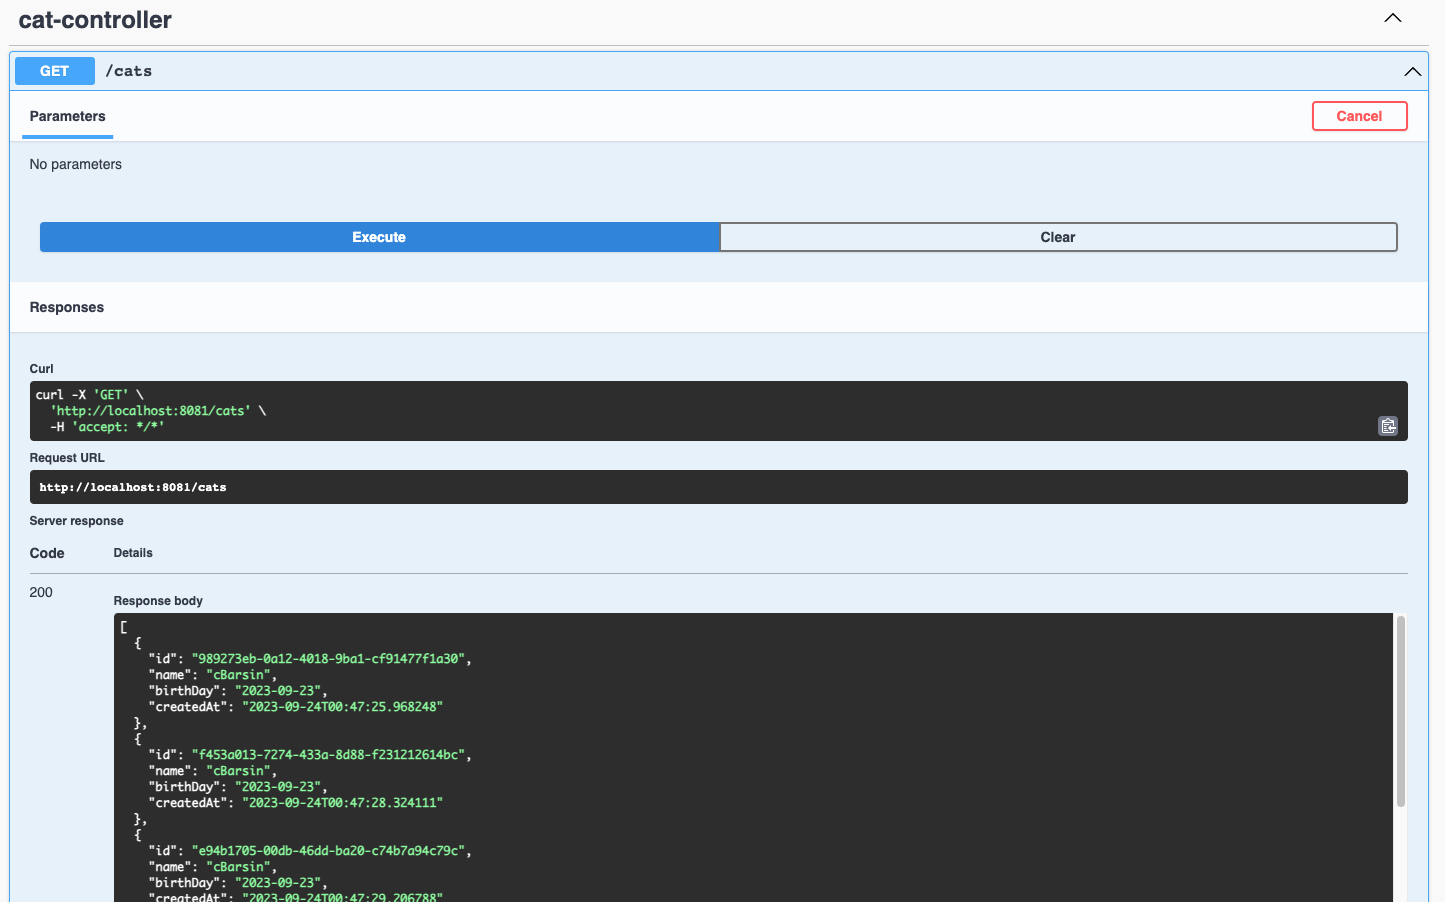 cat-controller
GET /cats
Parameters Cancel
No parameters
Execute Clear
Responses
Curl
curl -X 'GET' \
  'http://localhost:8081/cats' \
  -H 'accept: */*'
Request URL
http://localhost:8081/cats
Server response
Code Details
200
Response body
[
  {
    "id": "989273eb-0a12-4018-9ba1-cf91477f1a30",
    "name": "cBarsin",
    "birthDay": "2023-09-23",
    "createdAt": "2023-09-24T00:47:25.968248"
  },
  {
    "id": "f453a013-7274-433a-8d88-f231212614bc",
    "name": "cBarsin",
    "birthDay": "2023-09-23",
    "createdAt": "2023-09-24T00:47:28.324111"
  },
  {
    "id": "e94b1705-00db-46dd-ba20-c74b7a94c79c",
    "name": "cBarsin",
    "birthDay": "2023-09-23",
    "createdAt": "2023-09-24T00:47:29.206788"